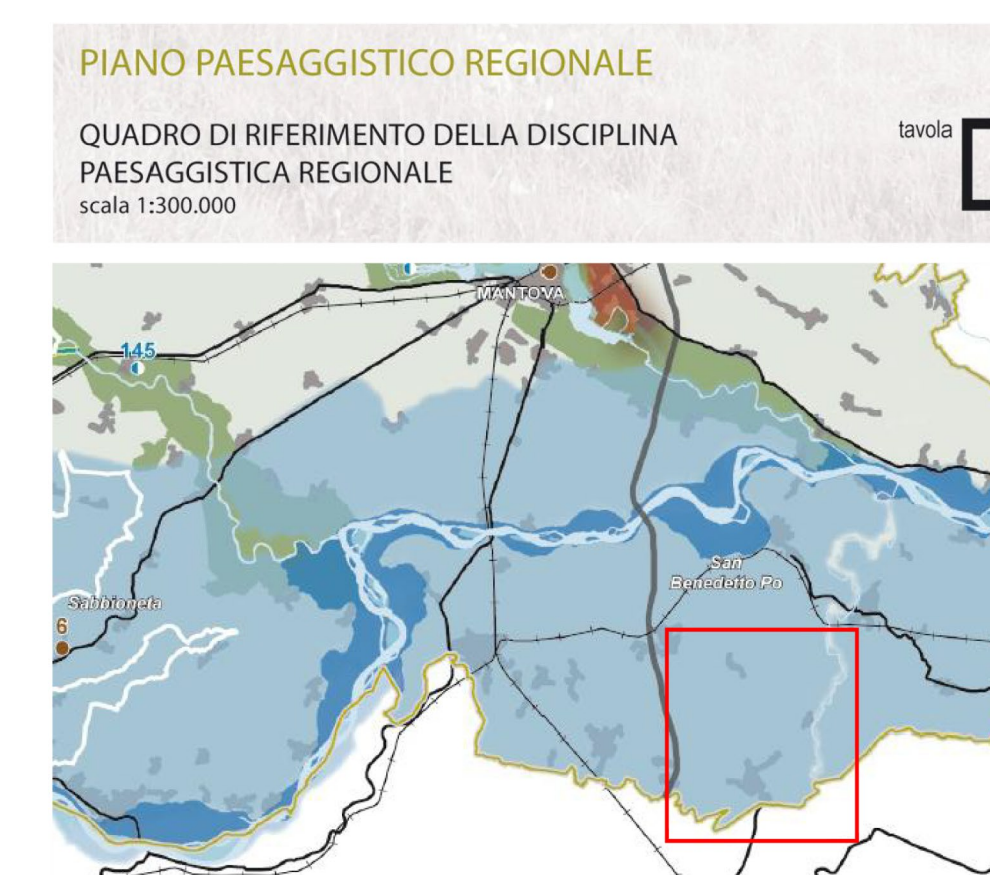 PIANO PAESAGGISTICO REGIONALE
QUADRO DI RIFERIMENTO DELLA DISCIPLINA
PAESAGGISTICA REGIONALE
scala 1:300.000
tavola
MANTOVA
145
San
Benedetto Po
Sabbioneta
6